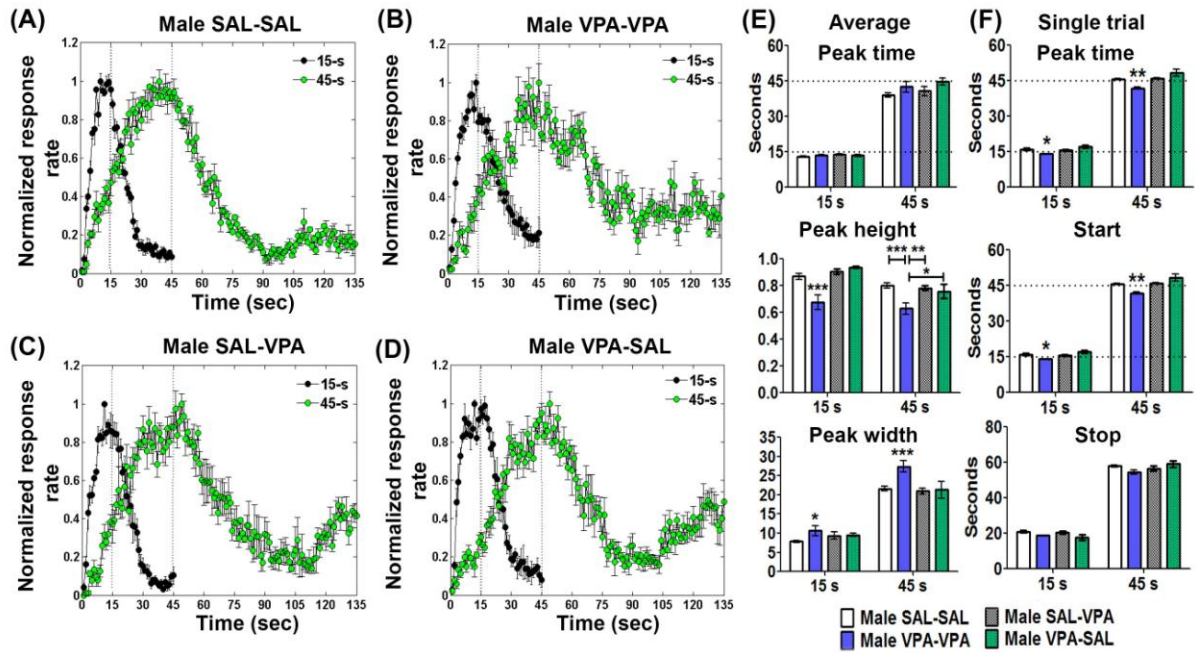 (A)
Male SAL-SAL
1.2
1
0.8
0.6
0.4
0.2
0
Normalized response
rate
15-s
45-s
0 15 30 45 60 75 90 105 120 135
Time (sec)
(B)
Male VPA-VPA
1.2
1
0.8
0.6
0.4
0.2
0
Normalized response
rate
15-s
45-s
0 15 30 45 60 75 90 105 120 135
Time (sec)
(C)
Male SAL-VPA
1.2
1
0.8
0.6
0.4
0.2
0
Normalized response
rate
15-s
45-s
0 15 30 45 60 75 90 105 120 135
Time (sec)
(D)
Male VPA-SAL
1.2
1
0.8
0.6
0.4
0.2
0
Normalized response
rate
15-s
45-s
0 15 30 45 60 75 90 105 120 135
Time (sec)
(E)
Average
Peak time
60
45
30
15
0
Seconds
15 s 45 s
Peak height
*** **
*
***
1.0
0.8
0.6
0.4
0.2
0.0
15 s 45 s
Peak width
***
*
35
30
25
20
15
10
5
0
15 s 45 s
(F)
Single trial
Peak time
**
*
60
45
30
15
0
Seconds
15 s 45 s
Start
**
*
60
45
30
15
0
Seconds
15 s 45 s
Stop
80
60
40
20
0
Seconds
15 s 45 s
Male SAL-SAL
Male SAL-VPA
Male VPA-VPA
Male VPA-SAL